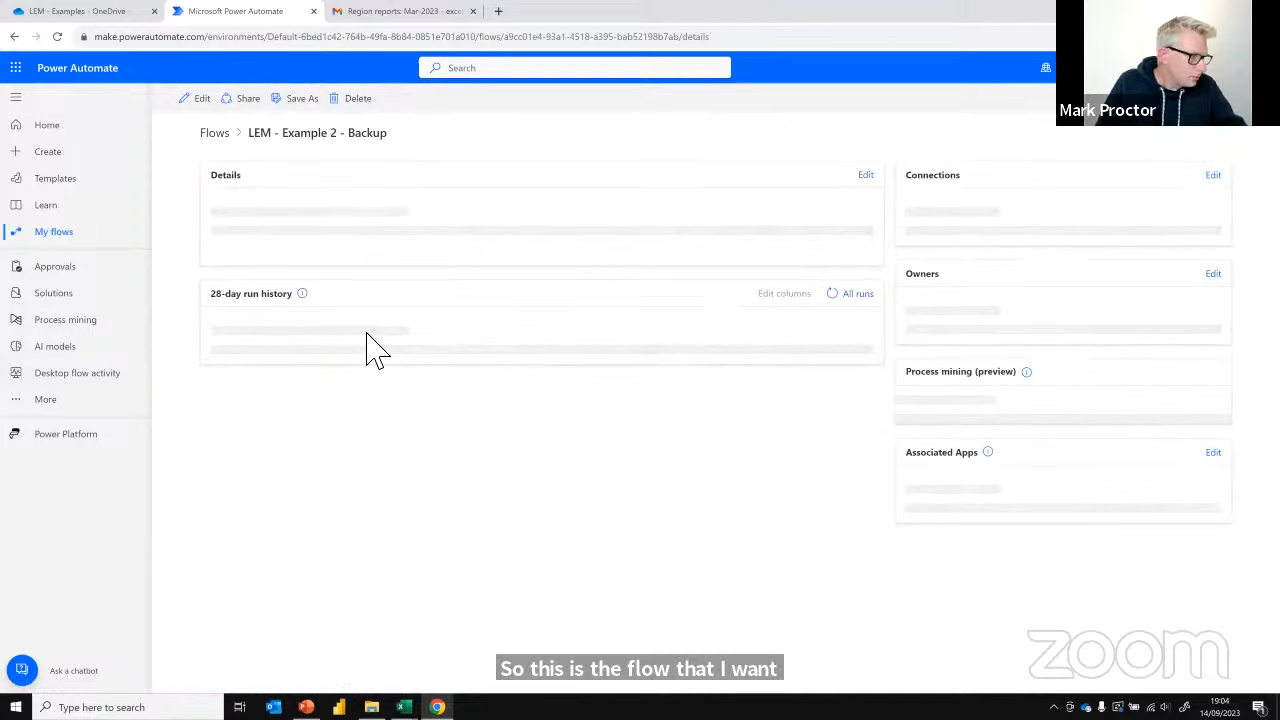 LEM – Examples - OneDrive
Microsoft Power Automate
Region reports: Mar-2023 - exce
make.powerautomate.com/environments/Default-6bed1c42-764b-49fa-8b84-0851e701a010/flows/a9cc01e4-93a1-4518-a395-bab52198b7ab/details
Power Automate
Search
Edit
Share
Save As
Delete
Flows > LEM - Example 2 - Backup
Home
Create
Templates
Learn
My flows
Approvals
Solutions
Process mining
AI models
Desktop flow activity
More
Power Platform
Ask a chatbot
Details
Edit
28-day run history
Edit columns
All runs
Connections
Edit
Owners
Edit
Process mining (preview)
Associated Apps
Edit
Mark Proctor
So this is the flow that I want
zoom
Type here to search
19:04
14/09/2023